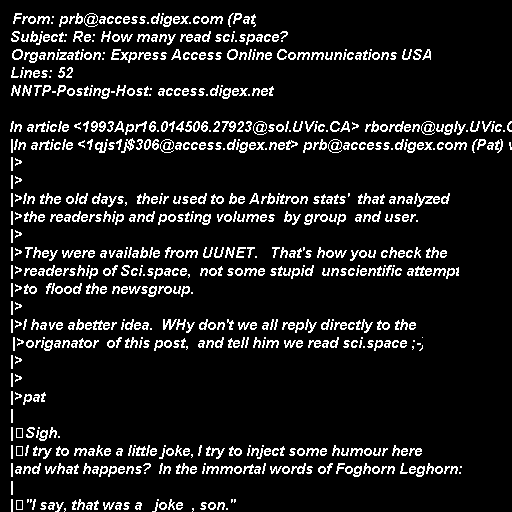 From: prb@access.digex.com (Pat)
Subject: Re: How many read sci.space?
Organization: Express Access Online Communications USA
Lines: 52
NNTP-Posting-Host: access.digex.net

In article <1993Apr16.014506.27923@sol.UVic.CA> rborden@ugly.UVic.C
|In article <1qjs1j$306@access.digex.net> prb@access.digex.com (Pat) w
|>
|>
|>In the old days,  their used to be Arbitron stats'  that analyzed
|>the readership and posting volumes  by group  and user.
|>
|>They were available from UUNET.   That's how you check the
|>readership of Sci.space,  not some stupid  unscientific attempt
|>to  flood the newsgroup.
|>
|>I have abetter idea.  WHy don't we all reply directly to the
|>origanator  of this post,  and tell him we read sci.space ;-)
|>
|>
|>pat
|
|▯Sigh.
|▯I try to make a little joke, I try to inject some humour here
|and what happens?  In the immortal words of Foghorn Leghorn:
|
|▯"I say, that was a   joke  , son."